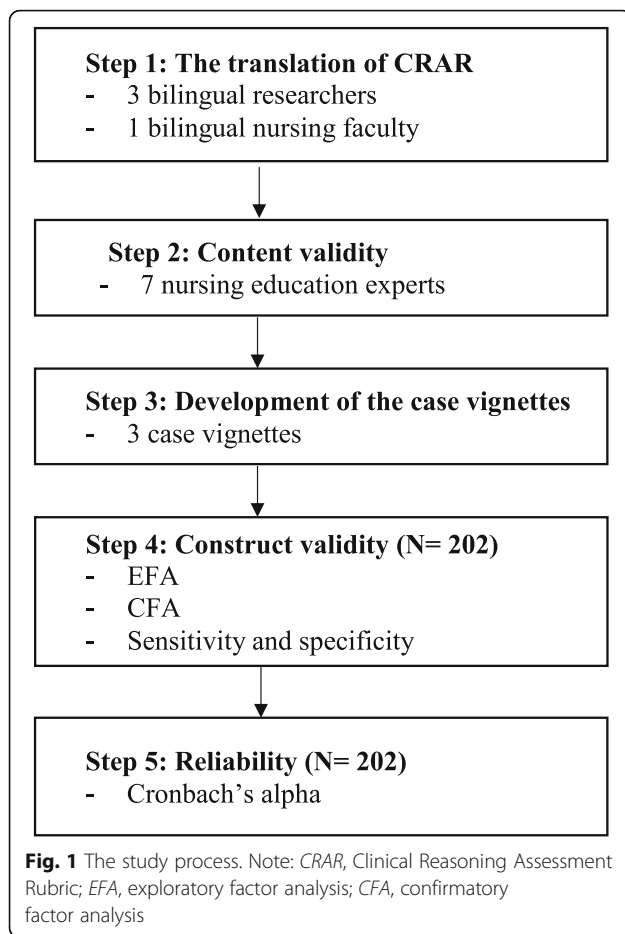 Step 1: The translation of CRAR
- 3 bilingual researchers
- 1 bilingual nursing faculty
Step 2: Content validity
- 7 nursing education experts
Step 3: Development of the case vignettes
- 3 case vignettes
Step 4: Construct validity (N= 202)
- EFA
- CFA
- Sensitivity and specificity
Step 5: Reliability (N= 202)
- Cronbach's alpha
Fig. 1 The study process. Note: CRAR, Clinical Reasoning Assessment
Rubric; EFA, exploratory factor analysis; CFA, confirmatory
factor analysis